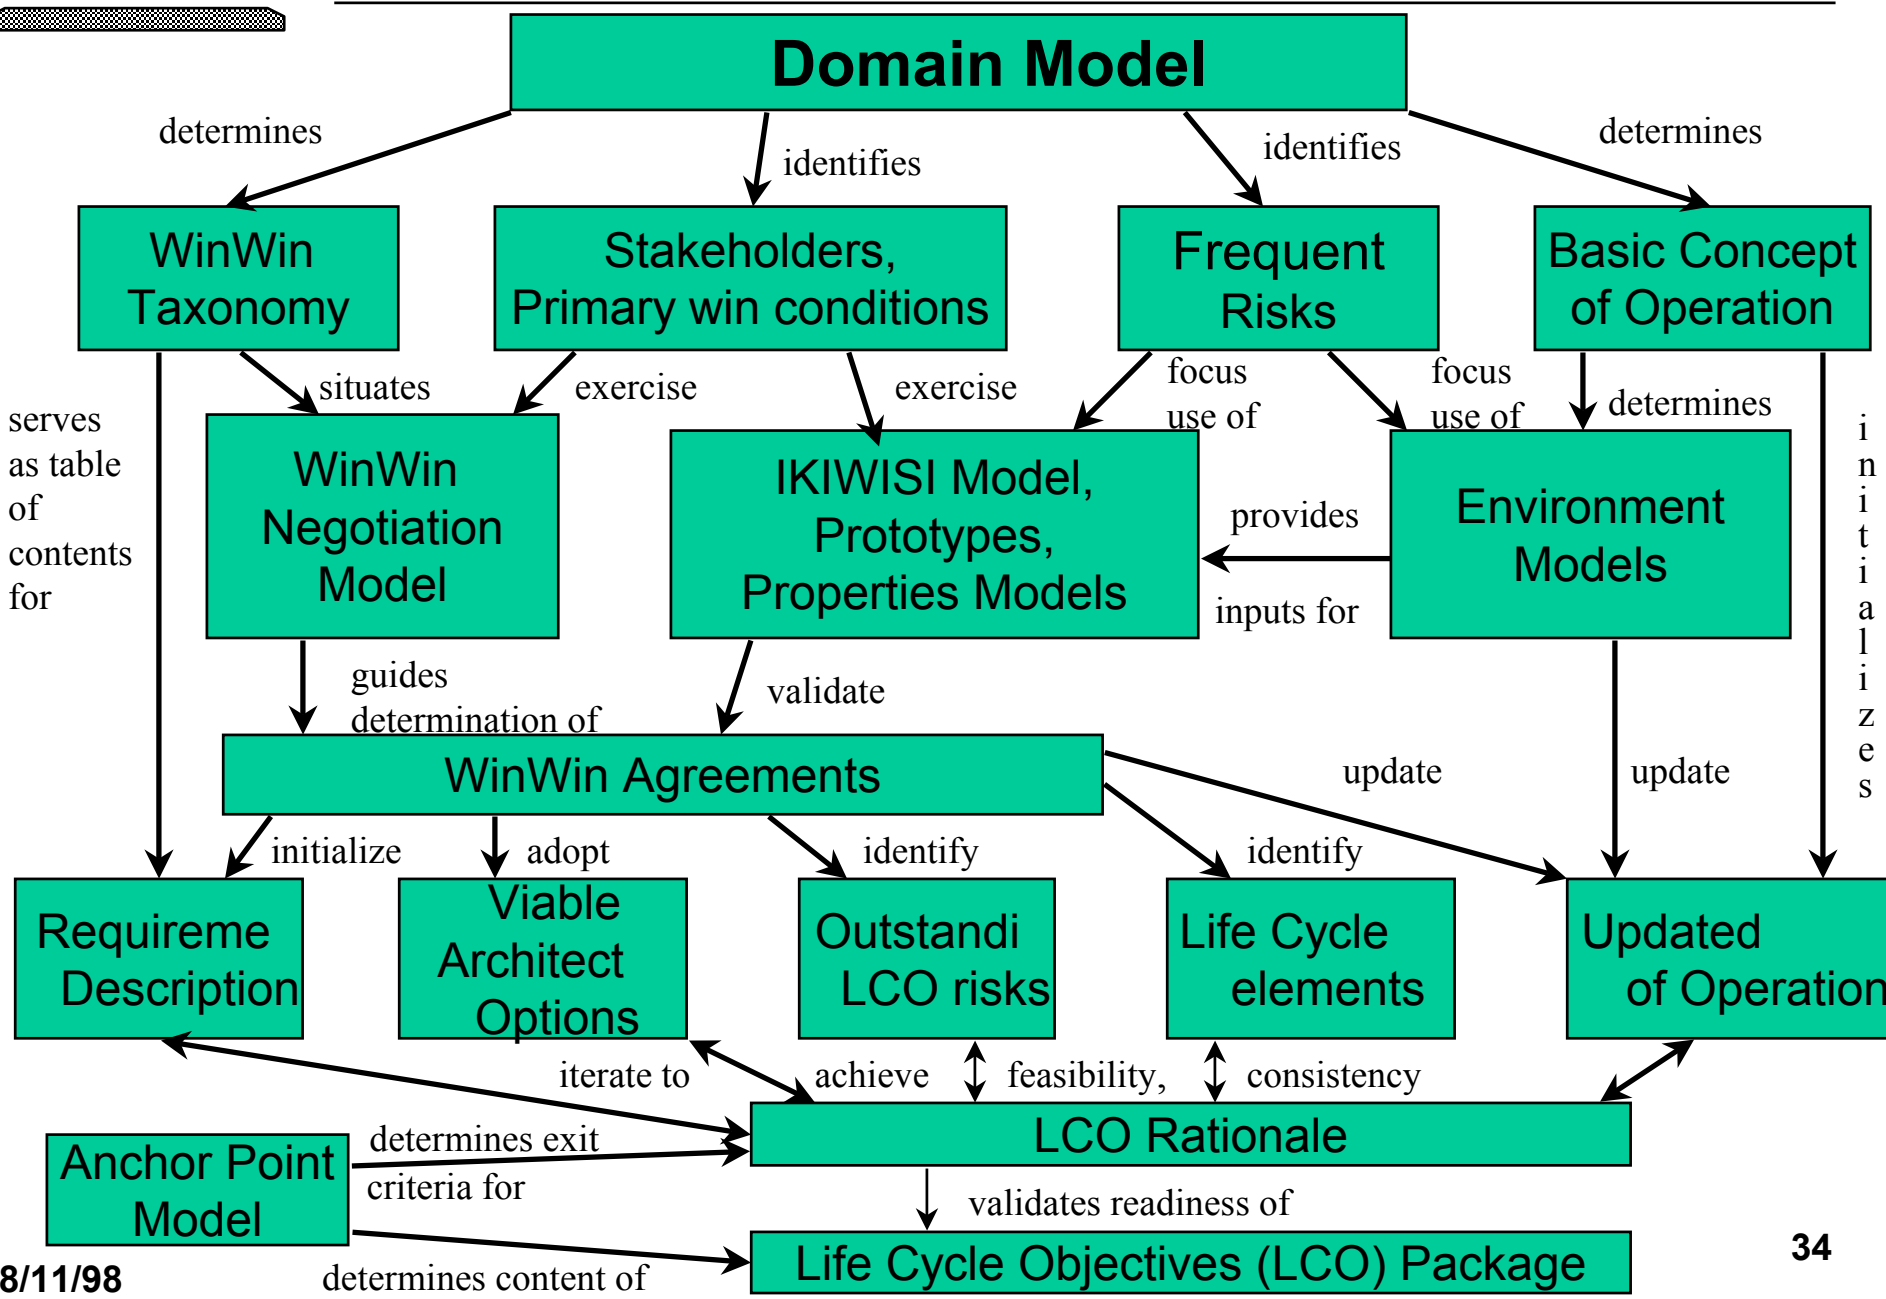 Domain Model
determines
identifies
identifies
determines
WinWin
Taxonomy
Stakeholders,
Primary win conditions
Frequent
Risks
Basic Concept
of Operation
situates
exercise
exercise
focus
use of
focus
use of
determines
serves
as table
of
contents
for
WinWin
Negotiation
Model
IKIWISI Model,
Prototypes,
Properties Models
provides
inputs for
Environment
Models
initializes
guides
determination of
validate
WinWin Agreements
update
update
initialize
adopt
identify
identify
Requireme
Description
Viable
Architect
Options
Outstandi
LCO risks
Life Cycle
elements
Updated
of Operation
iterate to
achieve
feasibility,
consistency
LCO Rationale
Anchor Point
Model
determines exit
criteria for
validates readiness of
Life Cycle Objectives (LCO) Package
determines content of
8/11/98
34